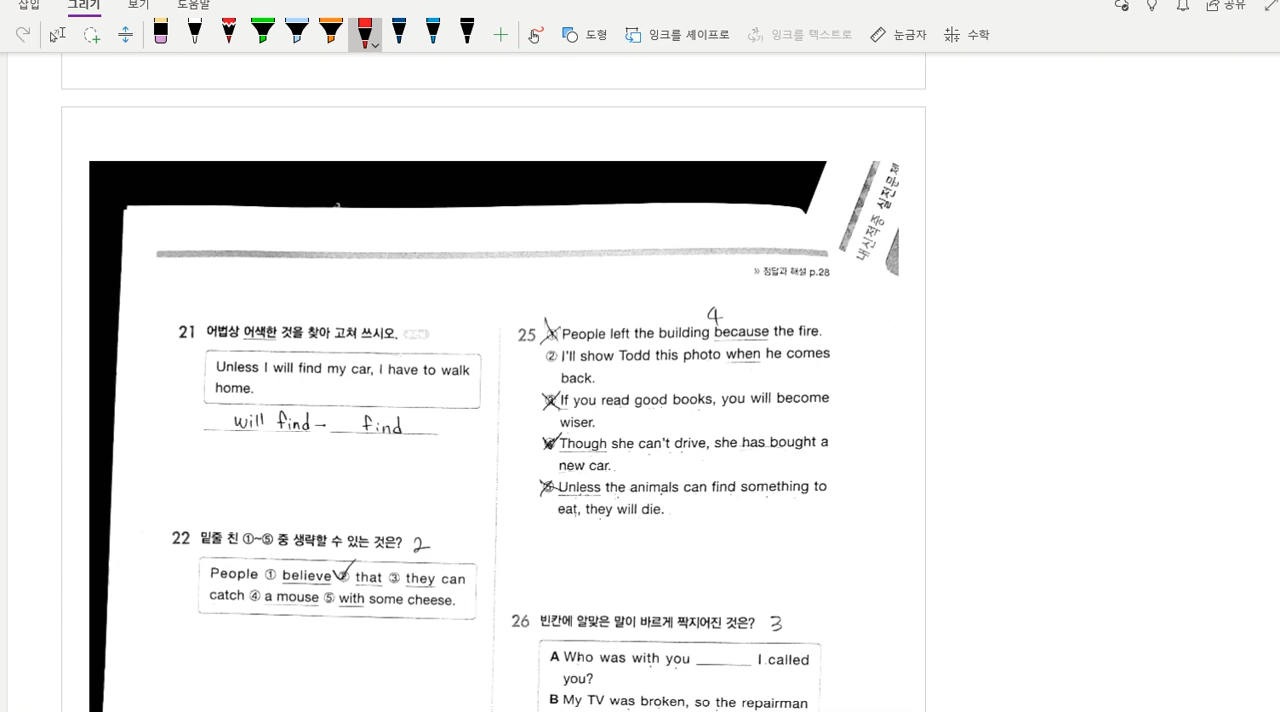 삽입 그리기 보기 도움말
공유
도형 잉크를 셰이프로 잉크를 텍스트로 눈금자 수학
내신적중 실전문제
» 정답과 해설 p.28
21 어법상 어색한 것을 찾아 고쳐 쓰시오.
Unless I will find my car, I have to walk
home.
will find → find
22 밑줄 친 ①~⑤ 중 생략할 수 있는 것은? 2
People ① believe ② that ③ they can
catch ④ a mouse ⑤ with some cheese.
4
25 ① People left the building because the fire.
② I'll show Todd this photo when he comes
back.
③ If you read good books, you will become
wiser.
④ Though she can't drive, she has bought a
new car.
⑤ Unless the animals can find something to
eat, they will die.
26 빈칸에 알맞은 말이 바르게 짝지어진 것은? 3
A Who was with you ______ I called
you?
B My TV was broken, so the repairman